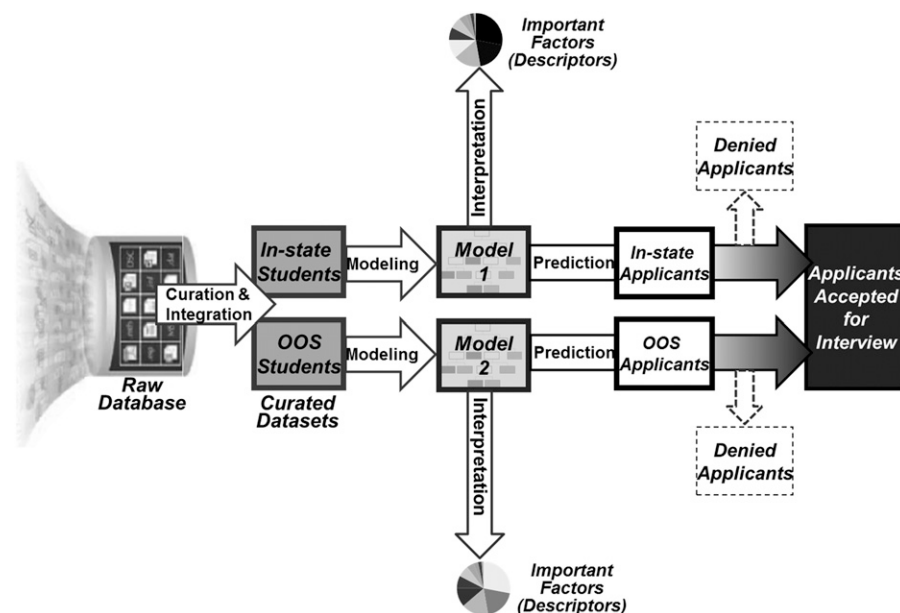 Important
Factors
(Descriptors)
Interpretation
Denied
Applicants
In-state
Students
Modeling
Model
1
Prediction
In-state
Applicants
Applicants
Accepted
for
Interview
Curation &
Integration
Raw
Database
OOS
Students
Modeling
Model
2
Prediction
OOS
Applicants
Curated
Datasets
Interpretation
Denied
Applicants
Important
Factors
(Descriptors)